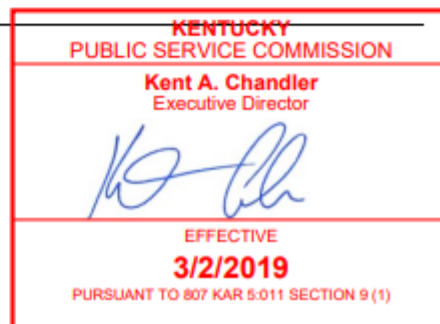 KENTUCKY
PUBLIC SERVICE COMMISSION
Kent A. Chandler
Executive Director
EFFECTIVE
3/2/2019
PURSUANT TO 807 KAR 5:011 SECTION 9 (1)